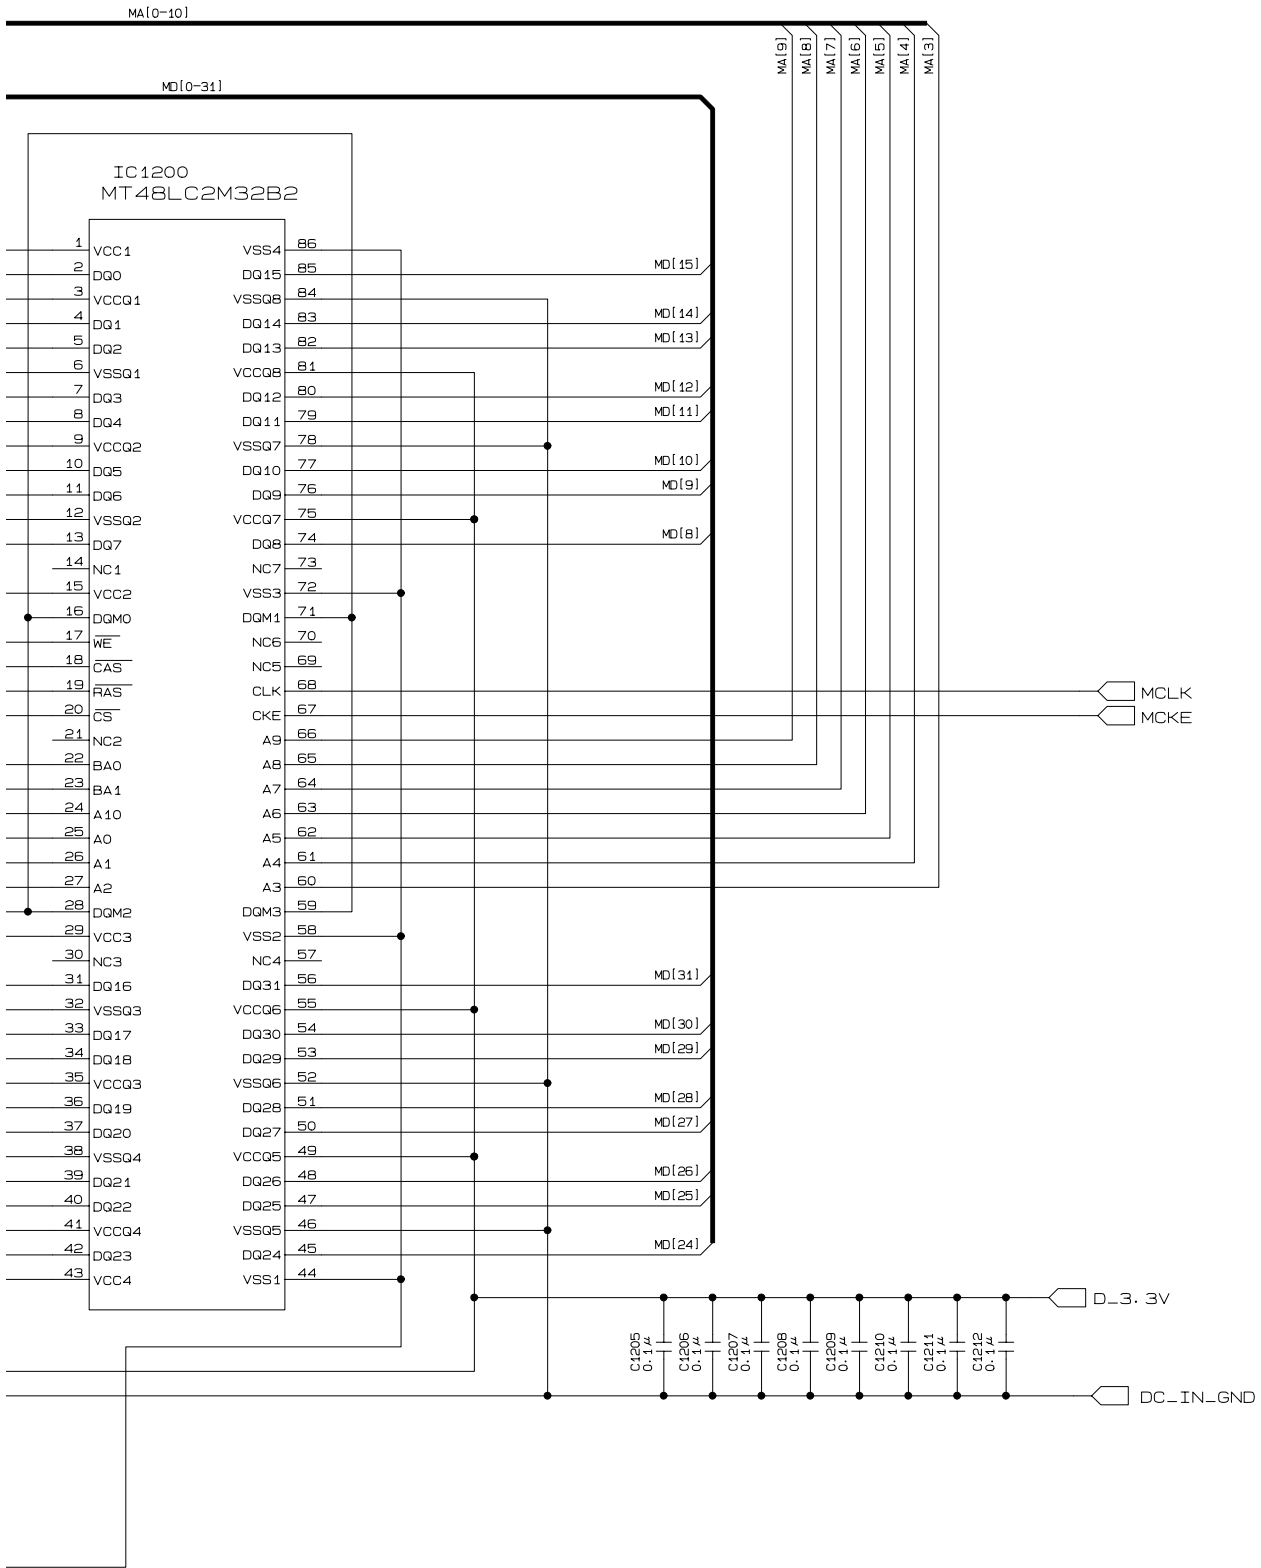 MA[0-10]
MA[9]
MA[8]
MA[7]
MA[6]
MA[5]
MA[4]
MA[3]
MD[0-31]
IC1200
MT48LC2M32B2
1 VCC1 VSS4 86
2 DQ0 DQ15 85 MD[15]
3 VCCQ1 VSSQ8 84
4 DQ1 DQ14 83 MD[14]
5 DQ2 DQ13 82 MD[13]
6 VSSQ1 VCCQ8 81
7 DQ3 DQ12 80 MD[12]
8 DQ4 DQ11 79 MD[11]
9 VCCQ2 VSSQ7 78
10 DQ5 DQ10 77 MD[10]
11 DQ6 DQ9 76 MD[9]
12 VSSQ2 VCCQ7 75
13 DQ7 DQ8 74 MD[8]
14 NC1 NC7 73
15 VCC2 VSS3 72
16 DQM0 DQM1 71
17 WE NC6 70
18 CAS NC5 69
19 RAS CLK 68 MCLK
20 CS CKE 67 MCKE
21 NC2 A9 66
22 BA0 A8 65
23 BA1 A7 64
24 A10 A6 63
25 A0 A5 62
26 A1 A4 61
27 A2 A3 60
28 DQM2 DQM3 59
29 VCC3 VSS2 58
30 NC3 NC4 57
31 DQ16 DQ31 56 MD[31]
32 VSSQ3 VCCQ6 55
33 DQ17 DQ30 54 MD[30]
34 DQ18 DQ29 53 MD[29]
35 VCCQ3 VSSQ6 52
36 DQ19 DQ28 51 MD[28]
37 DQ20 DQ27 50 MD[27]
38 VSSQ4 VCCQ5 49
39 DQ21 DQ26 48 MD[26]
40 DQ22 DQ25 47 MD[25]
41 VCCQ4 VSSQ5 46
42 DQ23 DQ24 45 MD[24]
43 VCC4 VSS1 44
D_3.3V
C1205
0.1µ
C1206
0.1µ
C1207
0.1µ
C1208
0.1µ
C1209
0.1µ
C1210
0.1µ
C1211
0.1µ
C1212
0.1µ
DC_IN_GND